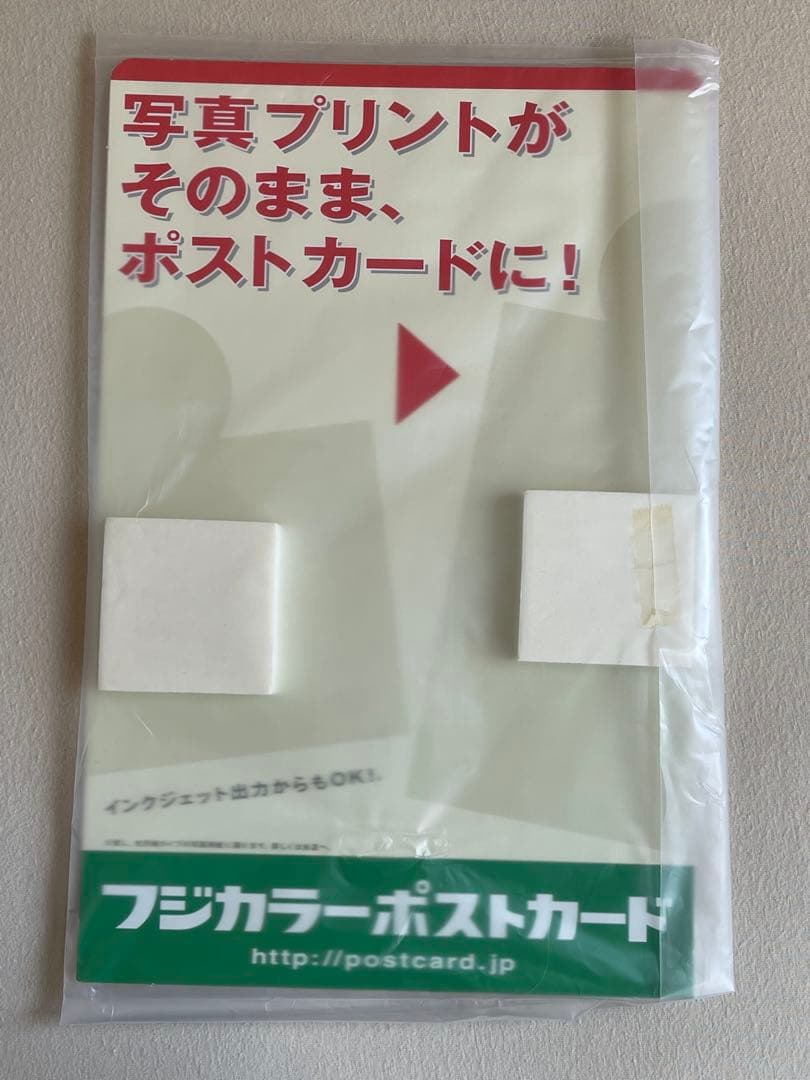 写真プリントが
そのまま、
ポストカードに!
インクジェット出力からもOK!。
フジカラーポストカード
http://postcard.jp